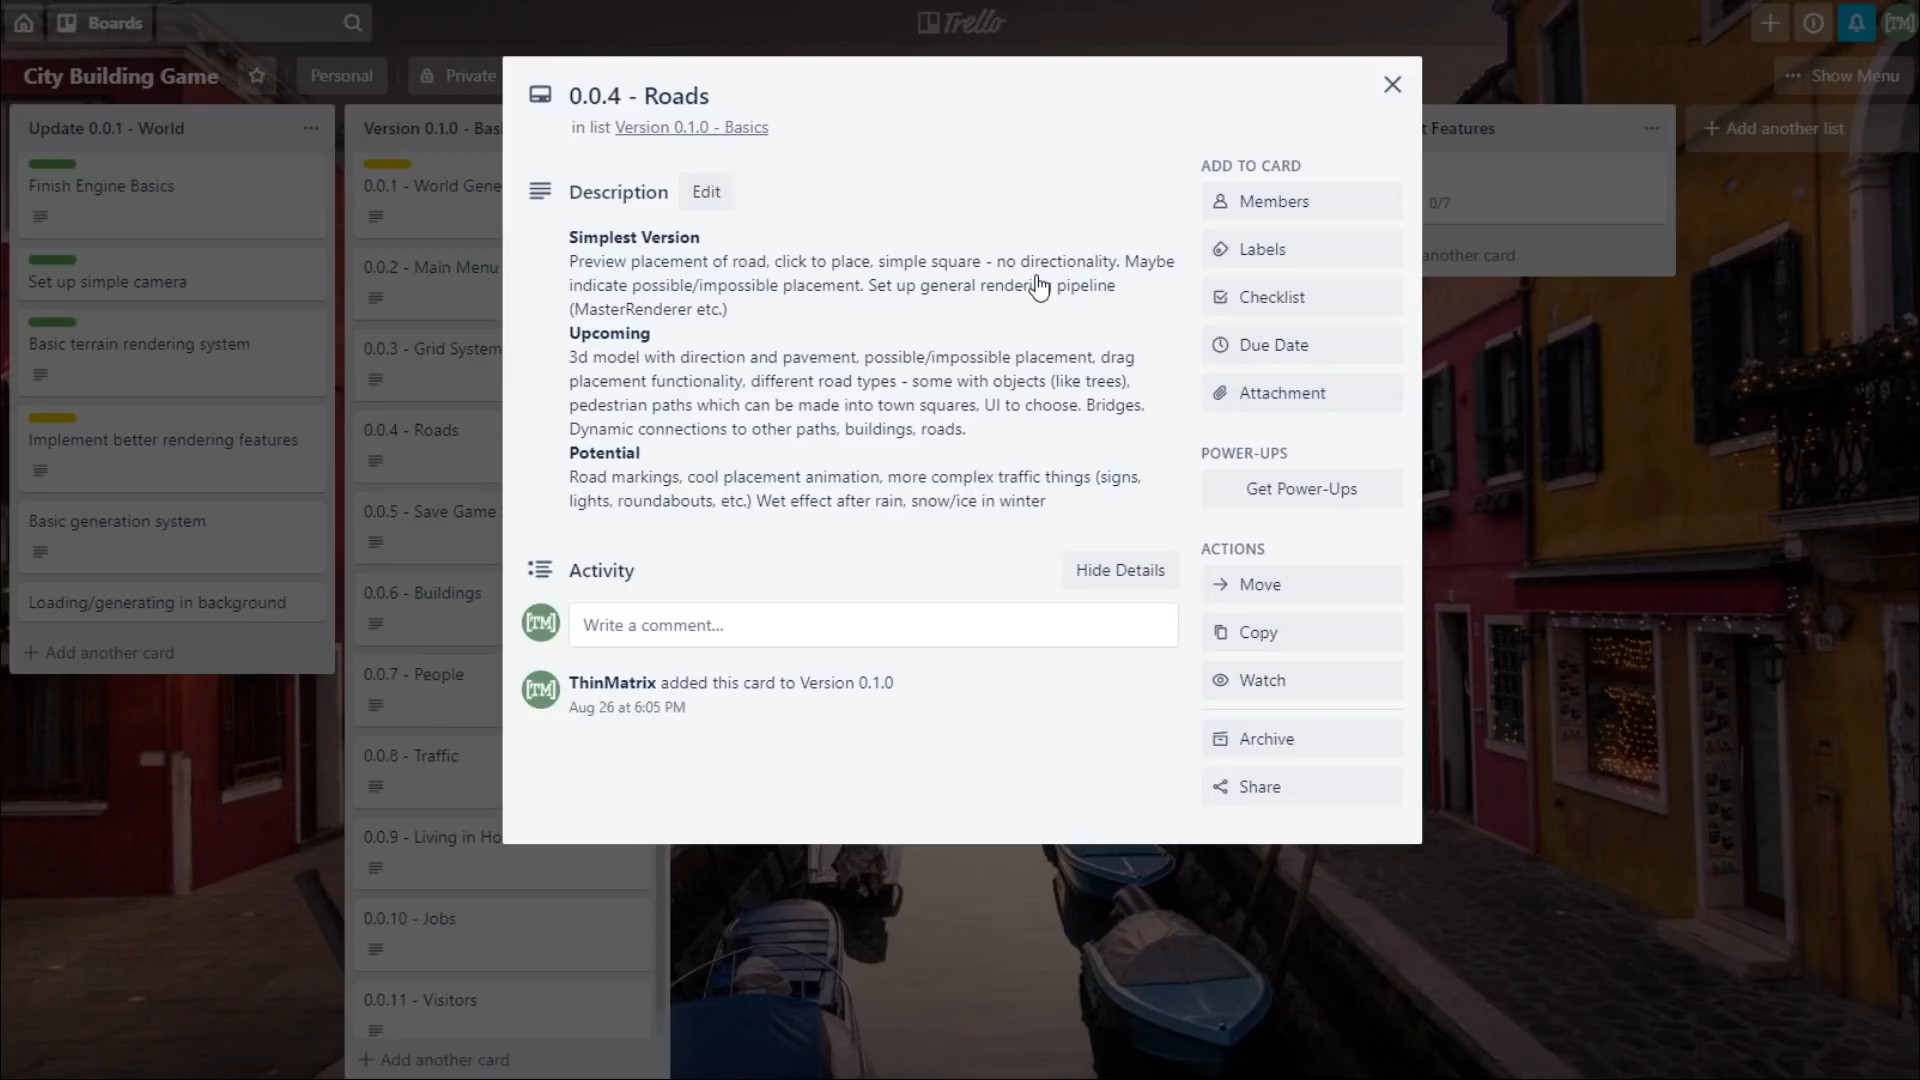 Boards
Trello
[TM]
City Building Game
Personal
Private
Show Menu
Update 0.0.1 - World
Finish Engine Basics
Set up simple camera
Basic terrain rendering system
Implement better rendering features
Basic generation system
Loading/generating in background
+ Add another card
Version 0.1.0 - Bas
0.0.1 - World Gene
0.0.2 - Main Menu
0.0.3 - Grid System
0.0.4 - Roads
0.0.5 - Save Game
0.0.6 - Buildings
0.0.7 - People
0.0.8 - Traffic
0.0.9 - Living in Ho
0.0.10 - Jobs
0.0.11 - Visitors
+ Add another card
0.0.4 - Roads
in list Version 0.1.0 - Basics
Description
Edit
Simplest Version
Preview placement of road, click to place, simple square - no directionality. Maybe
indicate possible/impossible placement. Set up general rendering pipeline
(MasterRenderer etc.)
Upcoming
3d model with direction and pavement, possible/impossible placement, drag
placement functionality, different road types - some with objects (like trees),
pedestrian paths which can be made into town squares, UI to choose. Bridges.
Dynamic connections to other paths, buildings, roads.
Potential
Road markings, cool placement animation, more complex traffic things (signs,
lights, roundabouts, etc.) Wet effect after rain, snow/ice in winter
Activity
Hide Details
[TM]
Write a comment...
[TM]
ThinMatrix added this card to Version 0.1.0
Aug 26 at 6:05 PM
ADD TO CARD
Members
Labels
Checklist
Due Date
Attachment
POWER-UPS
Get Power-Ups
ACTIONS
Move
Copy
Watch
Archive
Share
t Features
0/7
another card
+ Add another list